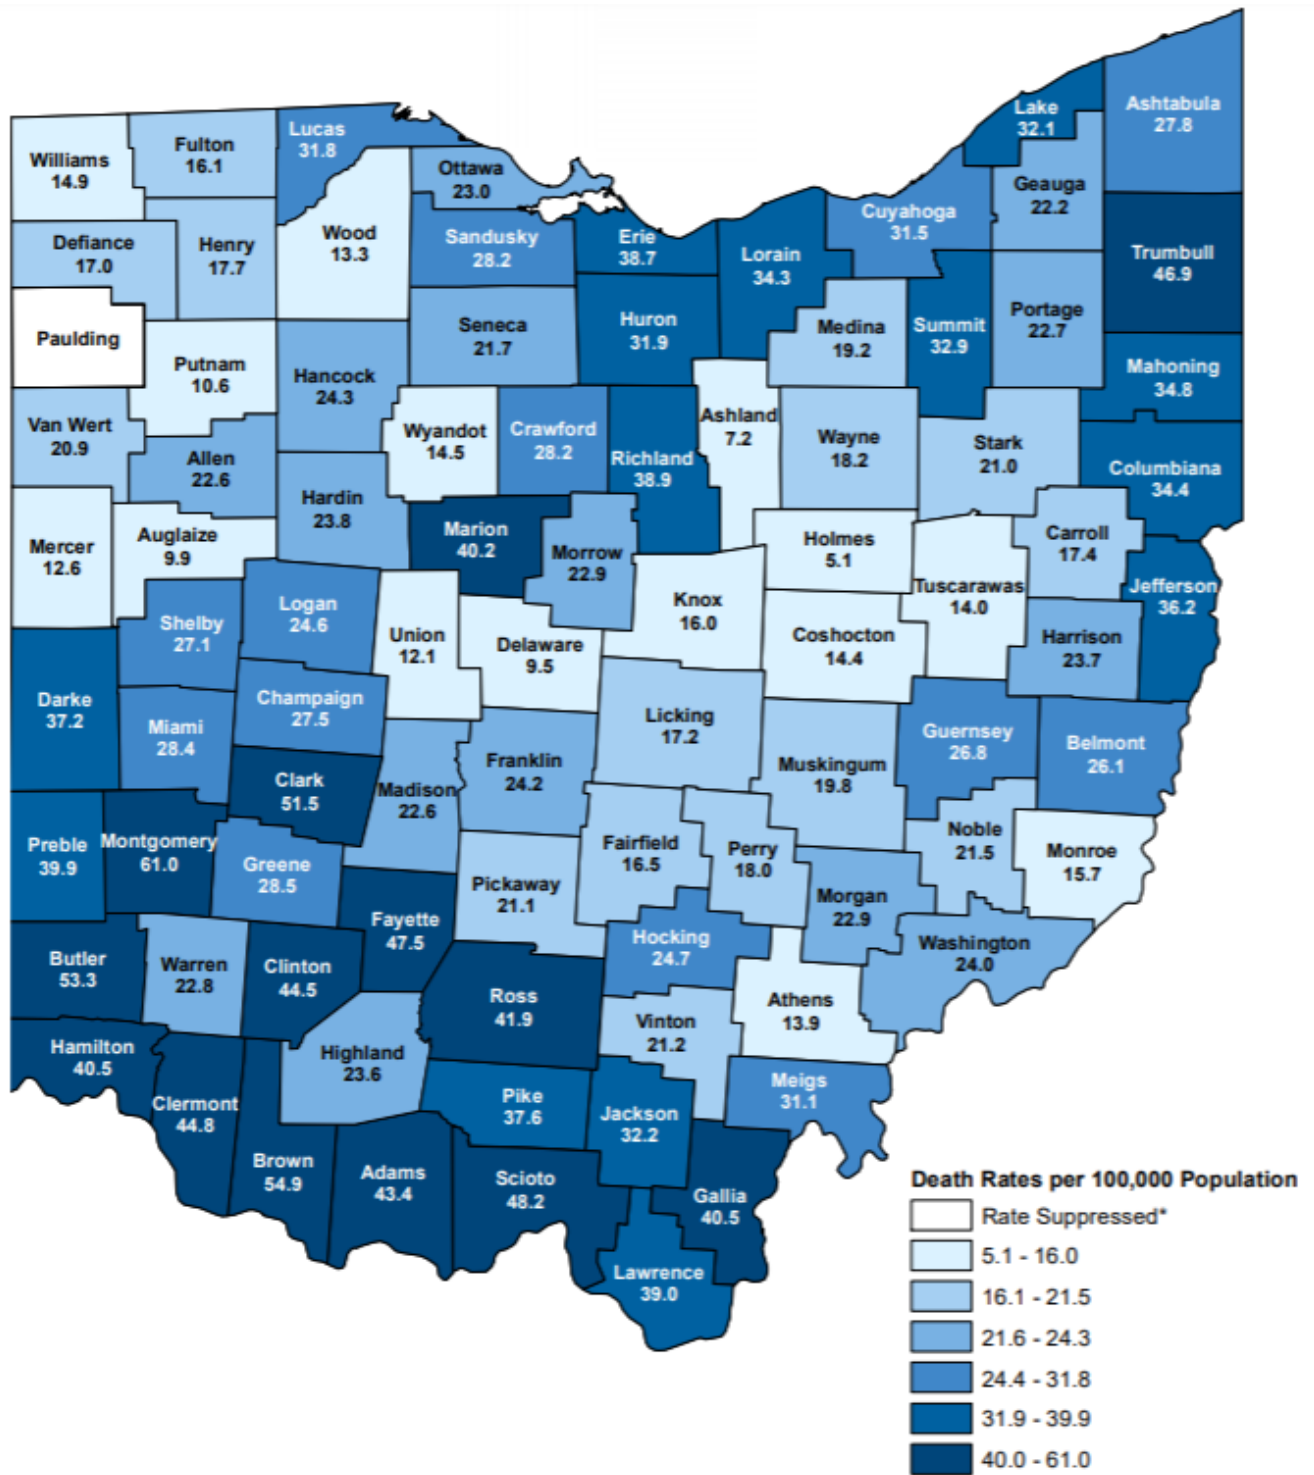 Lake
32.1
Ashtabula
27.8
Lucas
31.8
Fulton
16.1
Williams
14.9
Ottawa
23.0
Geauga
22.2
Cuyahoga
31.5
Wood
13.3
Sandusky
28.2
Erie
38.7
Lorain
34.3
Defiance
17.0
Henry
17.7
Trumbull
46.9
Paulding
Seneca
21.7
Huron
31.9
Medina
19.2
Summit
32.9
Portage
22.7
Putnam
10.6
Hancock
24.3
Mahoning
34.8
Van Wert
20.9
Allen
22.6
Wyandot
14.5
Crawford
28.2
Richland
38.9
Ashland
7.2
Wayne
18.2
Stark
21.0
Columbiana
34.4
Hardin
23.8
Mercer
12.6
Auglaize
9.9
Marion
40.2
Morrow
22.9
Holmes
5.1
Carroll
17.4
Tuscarawas
14.0
Jefferson
36.2
Shelby
27.1
Logan
24.6
Union
12.1
Delaware
9.5
Knox
16.0
Coshocton
14.4
Harrison
23.7
Darke
37.2
Miami
28.4
Champaign
27.5
Licking
17.2
Guernsey
26.8
Belmont
26.1
Clark
51.5
Madison
22.6
Franklin
24.2
Muskingum
19.8
Preble
39.9
Montgomery
61.0
Greene
28.5
Fairfield
16.5
Perry
18.0
Noble
21.5
Monroe
15.7
Pickaway
21.1
Morgan
22.9
Fayette
47.5
Hocking
24.7
Washington
24.0
Butler
53.3
Warren
22.8
Clinton
44.5
Ross
41.9
Athens
13.9
Vinton
21.2
Hamilton
40.5
Highland
23.6
Clermont
44.8
Pike
37.6
Jackson
32.2
Meigs
31.1
Brown
54.9
Adams
43.4
Scioto
48.2
Gallia
40.5
Lawrence
39.0
Death Rates per 100,000 Population
Rate Suppressed*
5.1 - 16.0
16.1 - 21.5
21.6 - 24.3
24.4 - 31.8
31.9 - 39.9
40.0 - 61.0